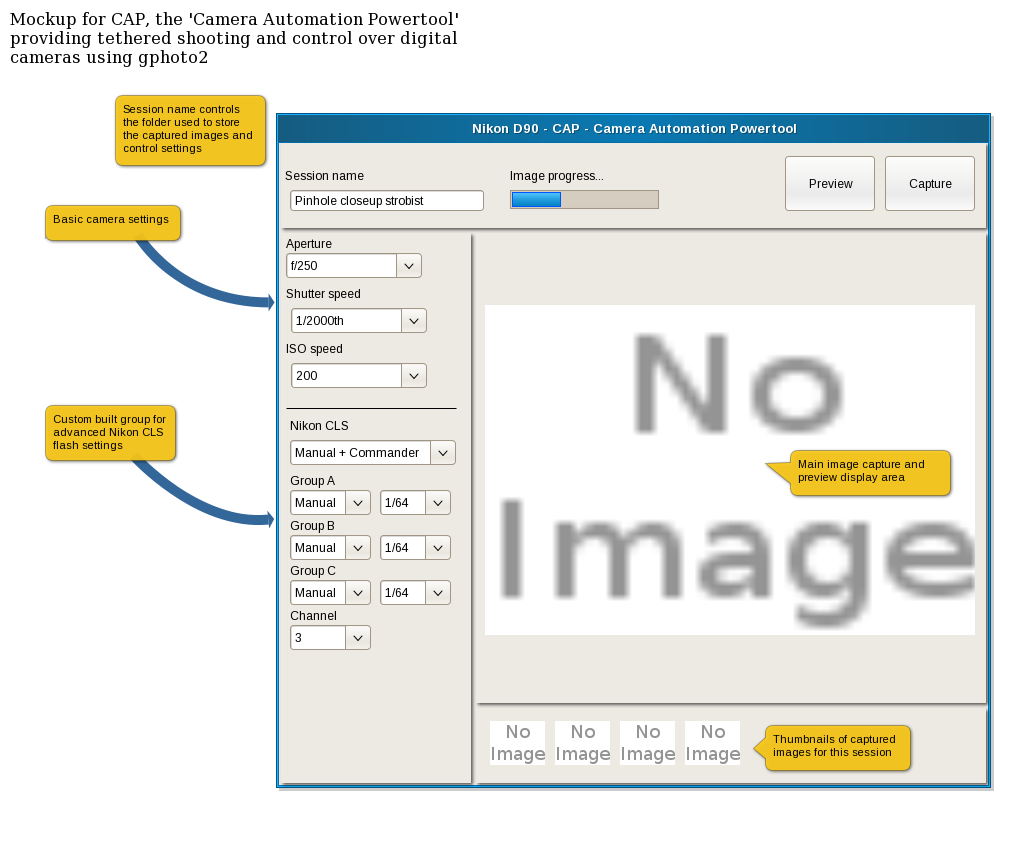 Mockup for CAP, the 'Camera Automation Powertool'
providing tethered shooting and control over digital
cameras using gphoto2
Session name controls
the folder used to store
the captured images and
control settings
Nikon D90 - CAP - Camera Automation Powertool
Session name
Pinhole closeup strobist
Image progress...
Preview
Capture
Basic camera settings
Aperture
f/250
Shutter speed
1/2000th
ISO speed
200
Custom built group for
advanced Nikon CLS
flash settings
Nikon CLS
Manual + Commander
Group A
Manual 1/64
Group B
Manual 1/64
Group C
Manual 1/64
Channel
3
No
Image
Main image capture and
preview display area
No No No No
Image Image Image Image
Thumbnails of captured
images for this session